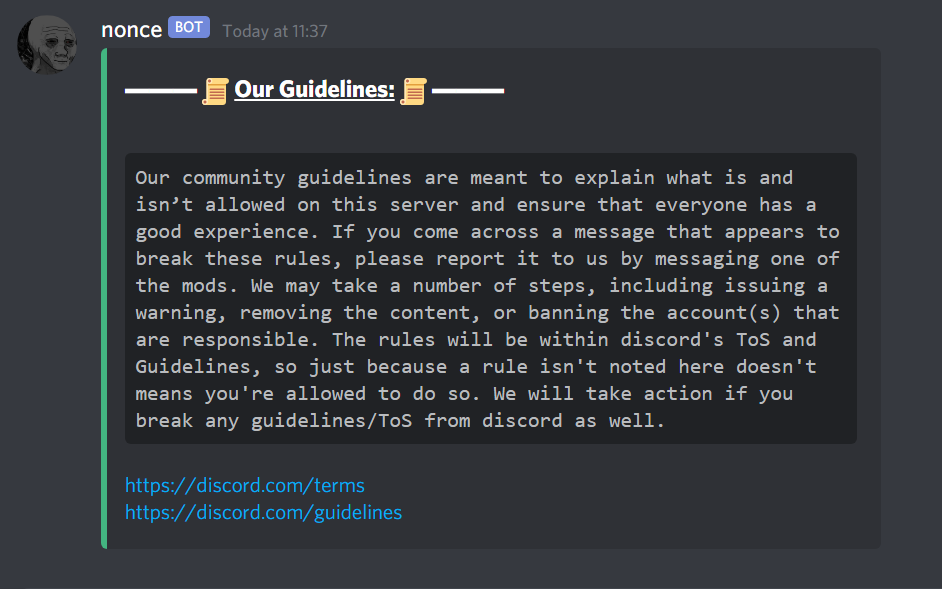 nonce BOT Today at 11:37
Our Guidelines:
Our community guidelines are meant to explain what is and
isn’t allowed on this server and ensure that everyone has a
good experience. If you come across a message that appears to
break these rules, please report it to us by messaging one of
the mods. We may take a number of steps, including issuing a
warning, removing the content, or banning the account(s) that
are responsible. The rules will be within discord's ToS and
Guidelines, so just because a rule isn't noted here doesn't
means you're allowed to do so. We will take action if you
break any guidelines/ToS from discord as well.
https://discord.com/terms
https://discord.com/guidelines